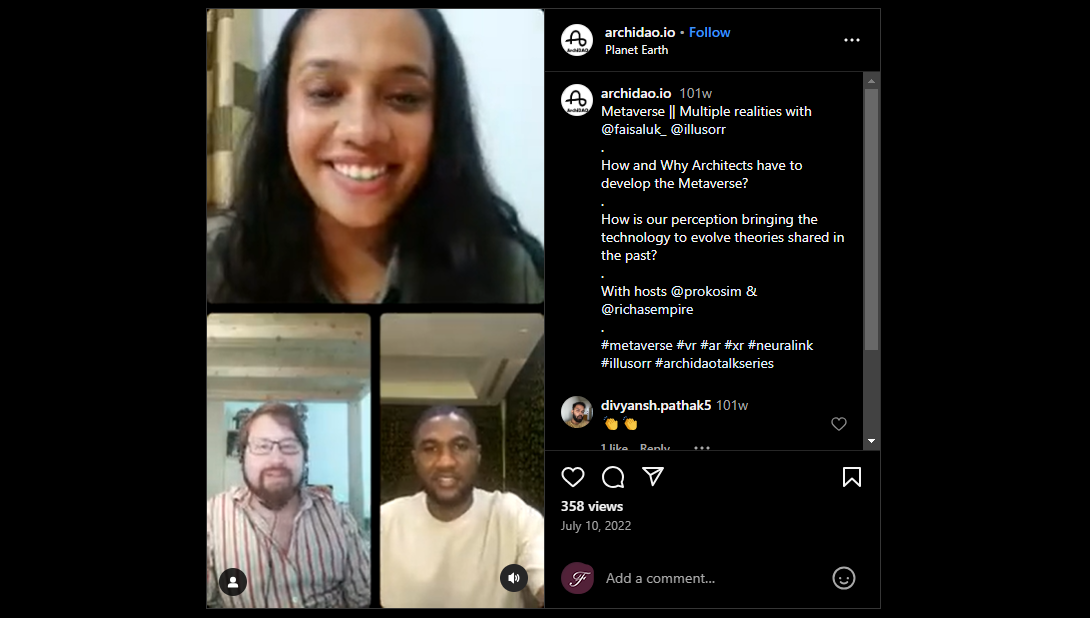 archidao.io • Follow
Planet Earth
archidao.io 101w
Metaverse || Multiple realities with
@faisaluk_ @illusorr
.
How and Why Architects have to
develop the Metaverse?
.
How is our perception bringing the
technology to evolve theories shared in
the past?
.
With hosts @prokosim &
@richasempire
.
#metaverse #vr #ar #xr #neuralink
#illusorr #archidaotalkseries
divyansh.pathak5 101w
👏 👏
1 like Reply
358 views
July 10, 2022
Add a comment...